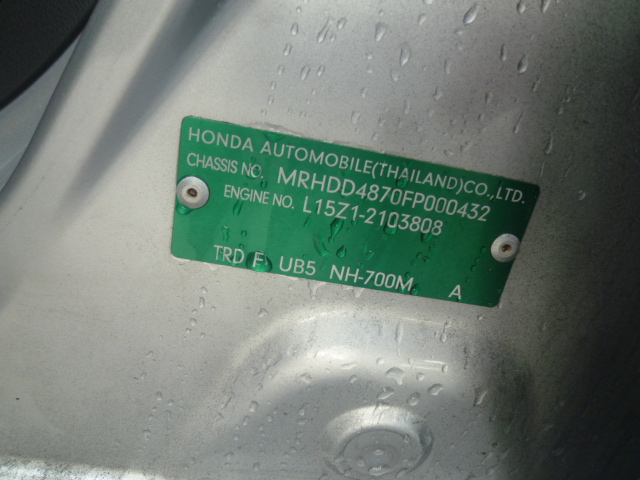 HONDA AUTOMOBILE(THAILAND)CO.,LTD.
CHASSIS NO. MRHDD4870FP000432
ENGINE NO. L15Z1-2103808
TRD F UB5 NH-700M A